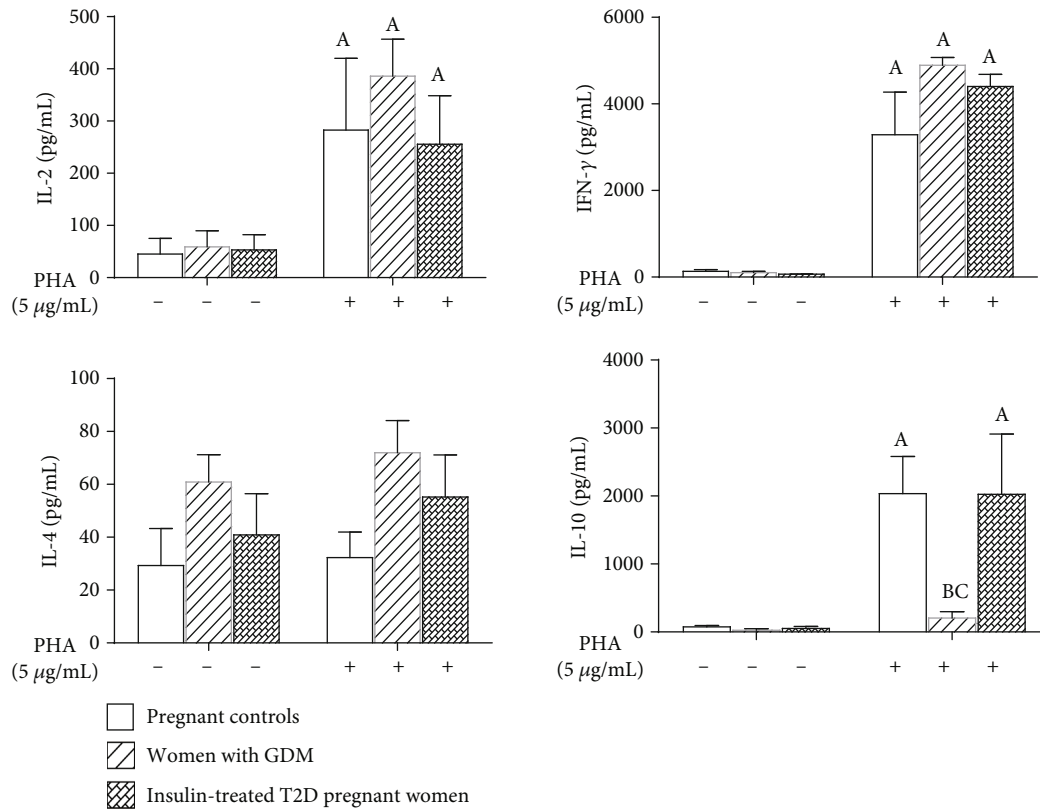 500
400
300
200
100
0
IL-2 (pg/mL)
A A A
PHA
(5 μg/mL)
− − − + + +
6000
4000
2000
0
IFN-γ (pg/mL)
A A A
PHA
(5 μg/mL)
− − − + + +
100
80
60
40
20
0
IL-4 (pg/mL)
PHA
(5 μg/mL)
− − − + + +
4000
3000
2000
1000
0
IL-10 (pg/mL)
A BC A
PHA
(5 μg/mL)
− − − + + +
Pregnant controls
Women with GDM
Insulin-treated T2D pregnant women